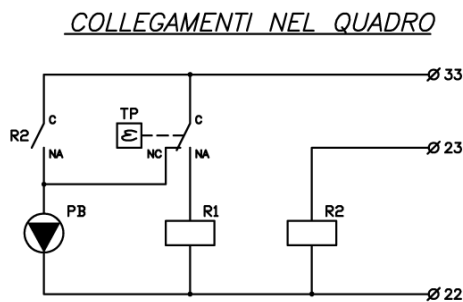 COLLEGAMENTI NEL QUADRO
33
C
TP
C
R2
ε
NA
NC
NA
23
PB
R1
R2
22